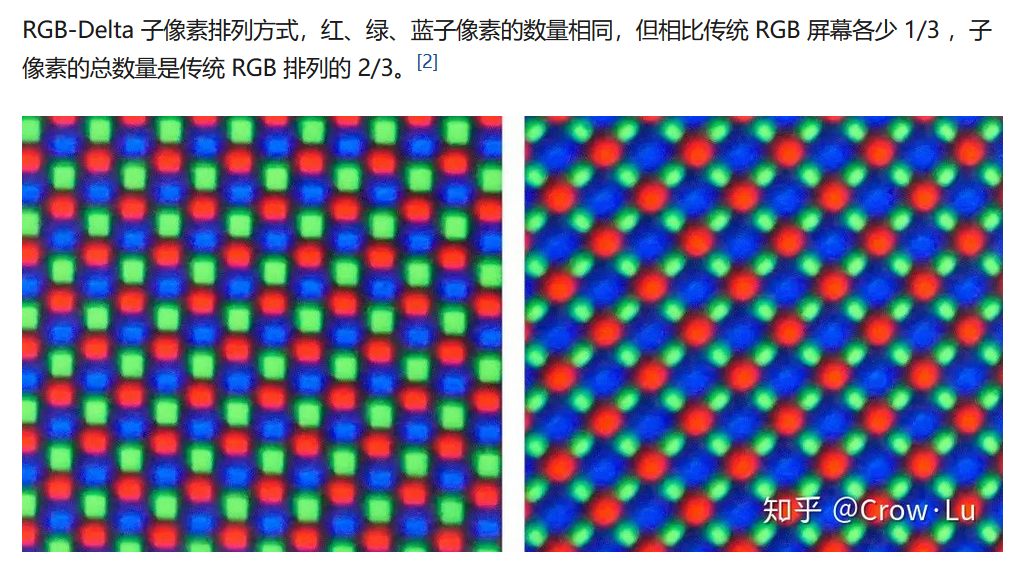 RGB-Delta 子像素排列方式，红、绿、蓝子像素的数量相同，但相比传统 RGB 屏幕各少 1/3 ，子
像素的总数量是传统 RGB 排列的 2/3。[2]
知乎 @Crow·Lu